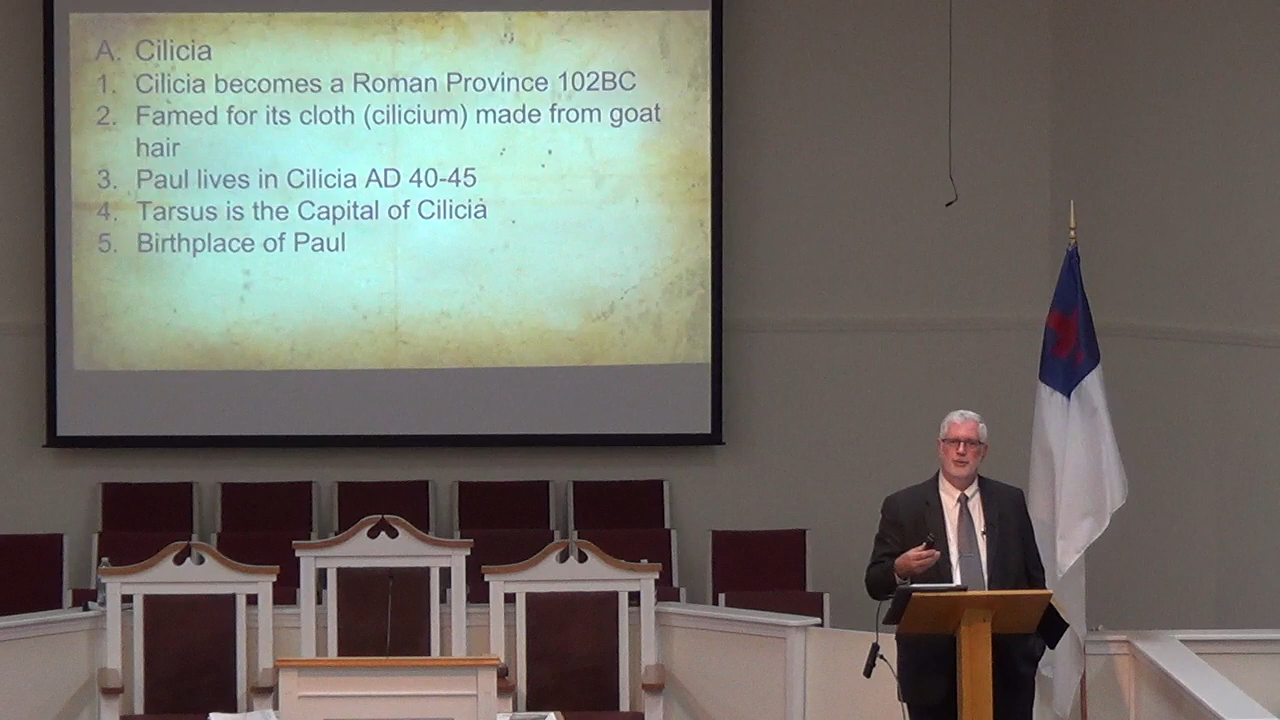 A. Cilicia
1. Cilicia becomes a Roman Province 102BC
2. Famed for its cloth (cilicium) made from goat
hair
3. Paul lives in Cilicia AD 40-45
4. Tarsus is the Capital of Cilicia
5. Birthplace of Paul